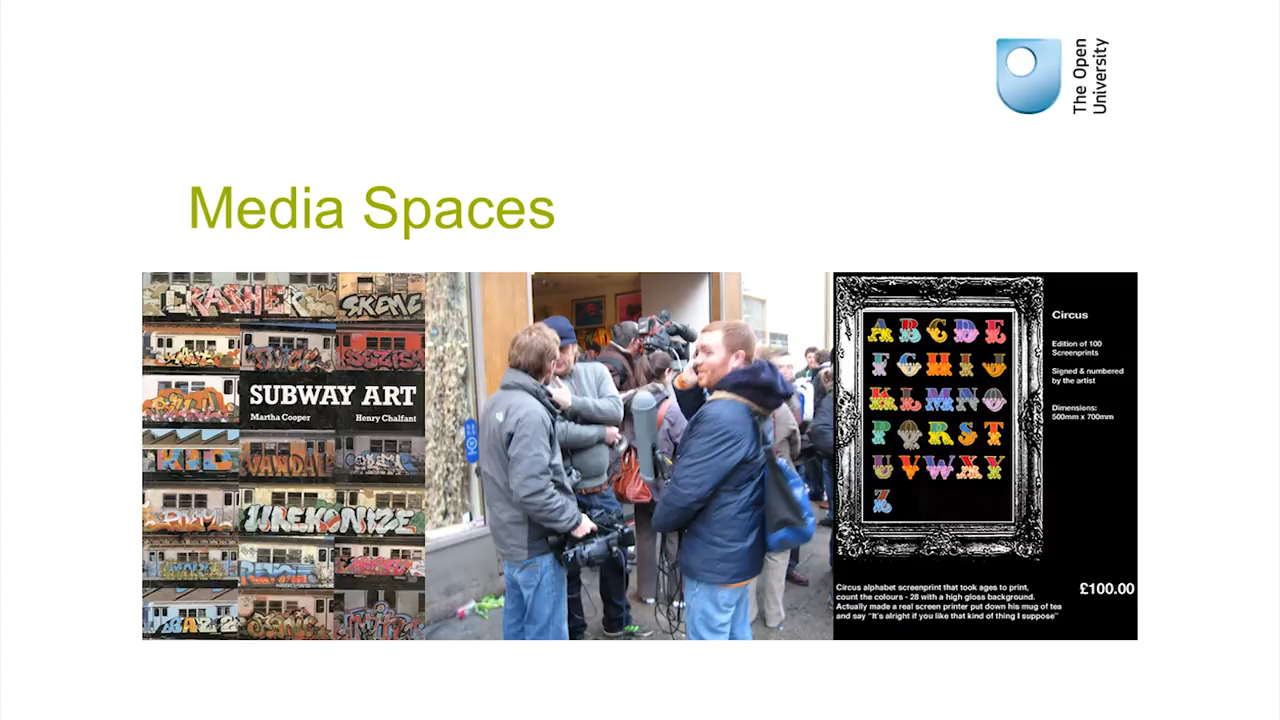 The Open
University
Media Spaces
CRASHER
SKEME
SUBWAY ART
Martha Cooper Henry Chalfant
VANDAL
Circus
Edition of 100
Screenprints
Signed & numbered
by the artist
Dimensions:
500mm x 700mm
A B C D E
F G H I J
K L M N O
P Q R S T
U V W X Y
Z
Circus alphabet screenprint that took ages to print,
count the colours - 28 with a high gloss background.
Actually made a real screen printer put down his mug of tea
and say "It's alright if you like that kind of thing I suppose"
£100.00